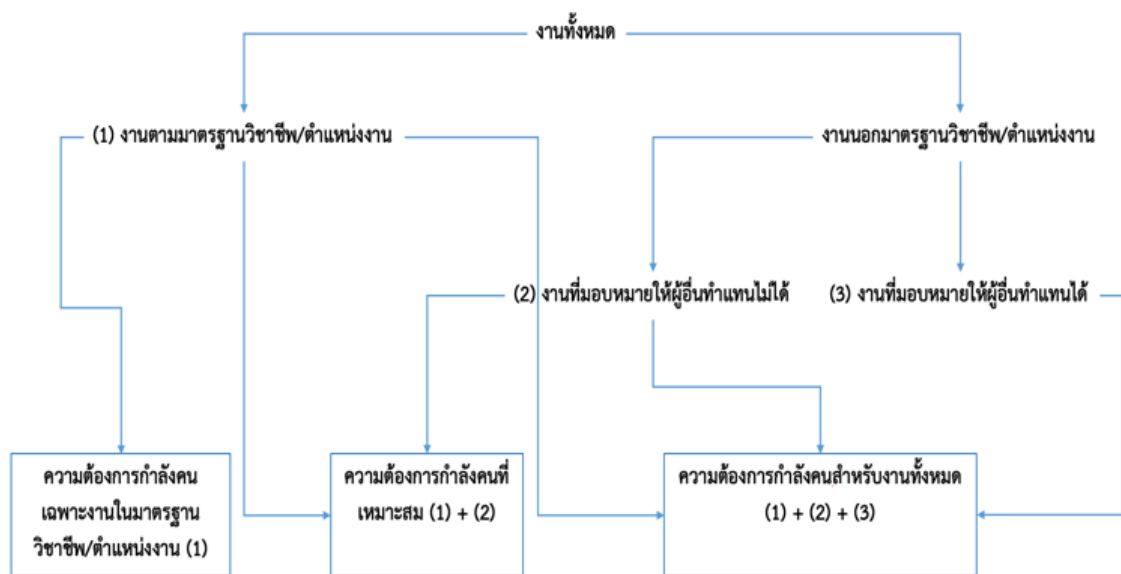 งานทั้งหมด
(1) งานตามมาตรฐานวิชาชีพ/ตำแหน่งงาน
งานนอกมาตรฐานวิชาชีพ/ตำแหน่งงาน
(2) งานที่มอบหมายให้ผู้อื่นทำแทนไม่ได้
(3) งานที่มอบหมายให้ผู้อื่นทำแทนได้
ความต้องการกำลังคน
เฉพาะงานในมาตรฐาน
วิชาชีพ/ตำแหน่งงาน (1)
ความต้องการกำลังคนที่
เหมาะสม (1) + (2)
ความต้องการกำลังคนสำหรับงานทั้งหมด
(1) + (2) + (3)